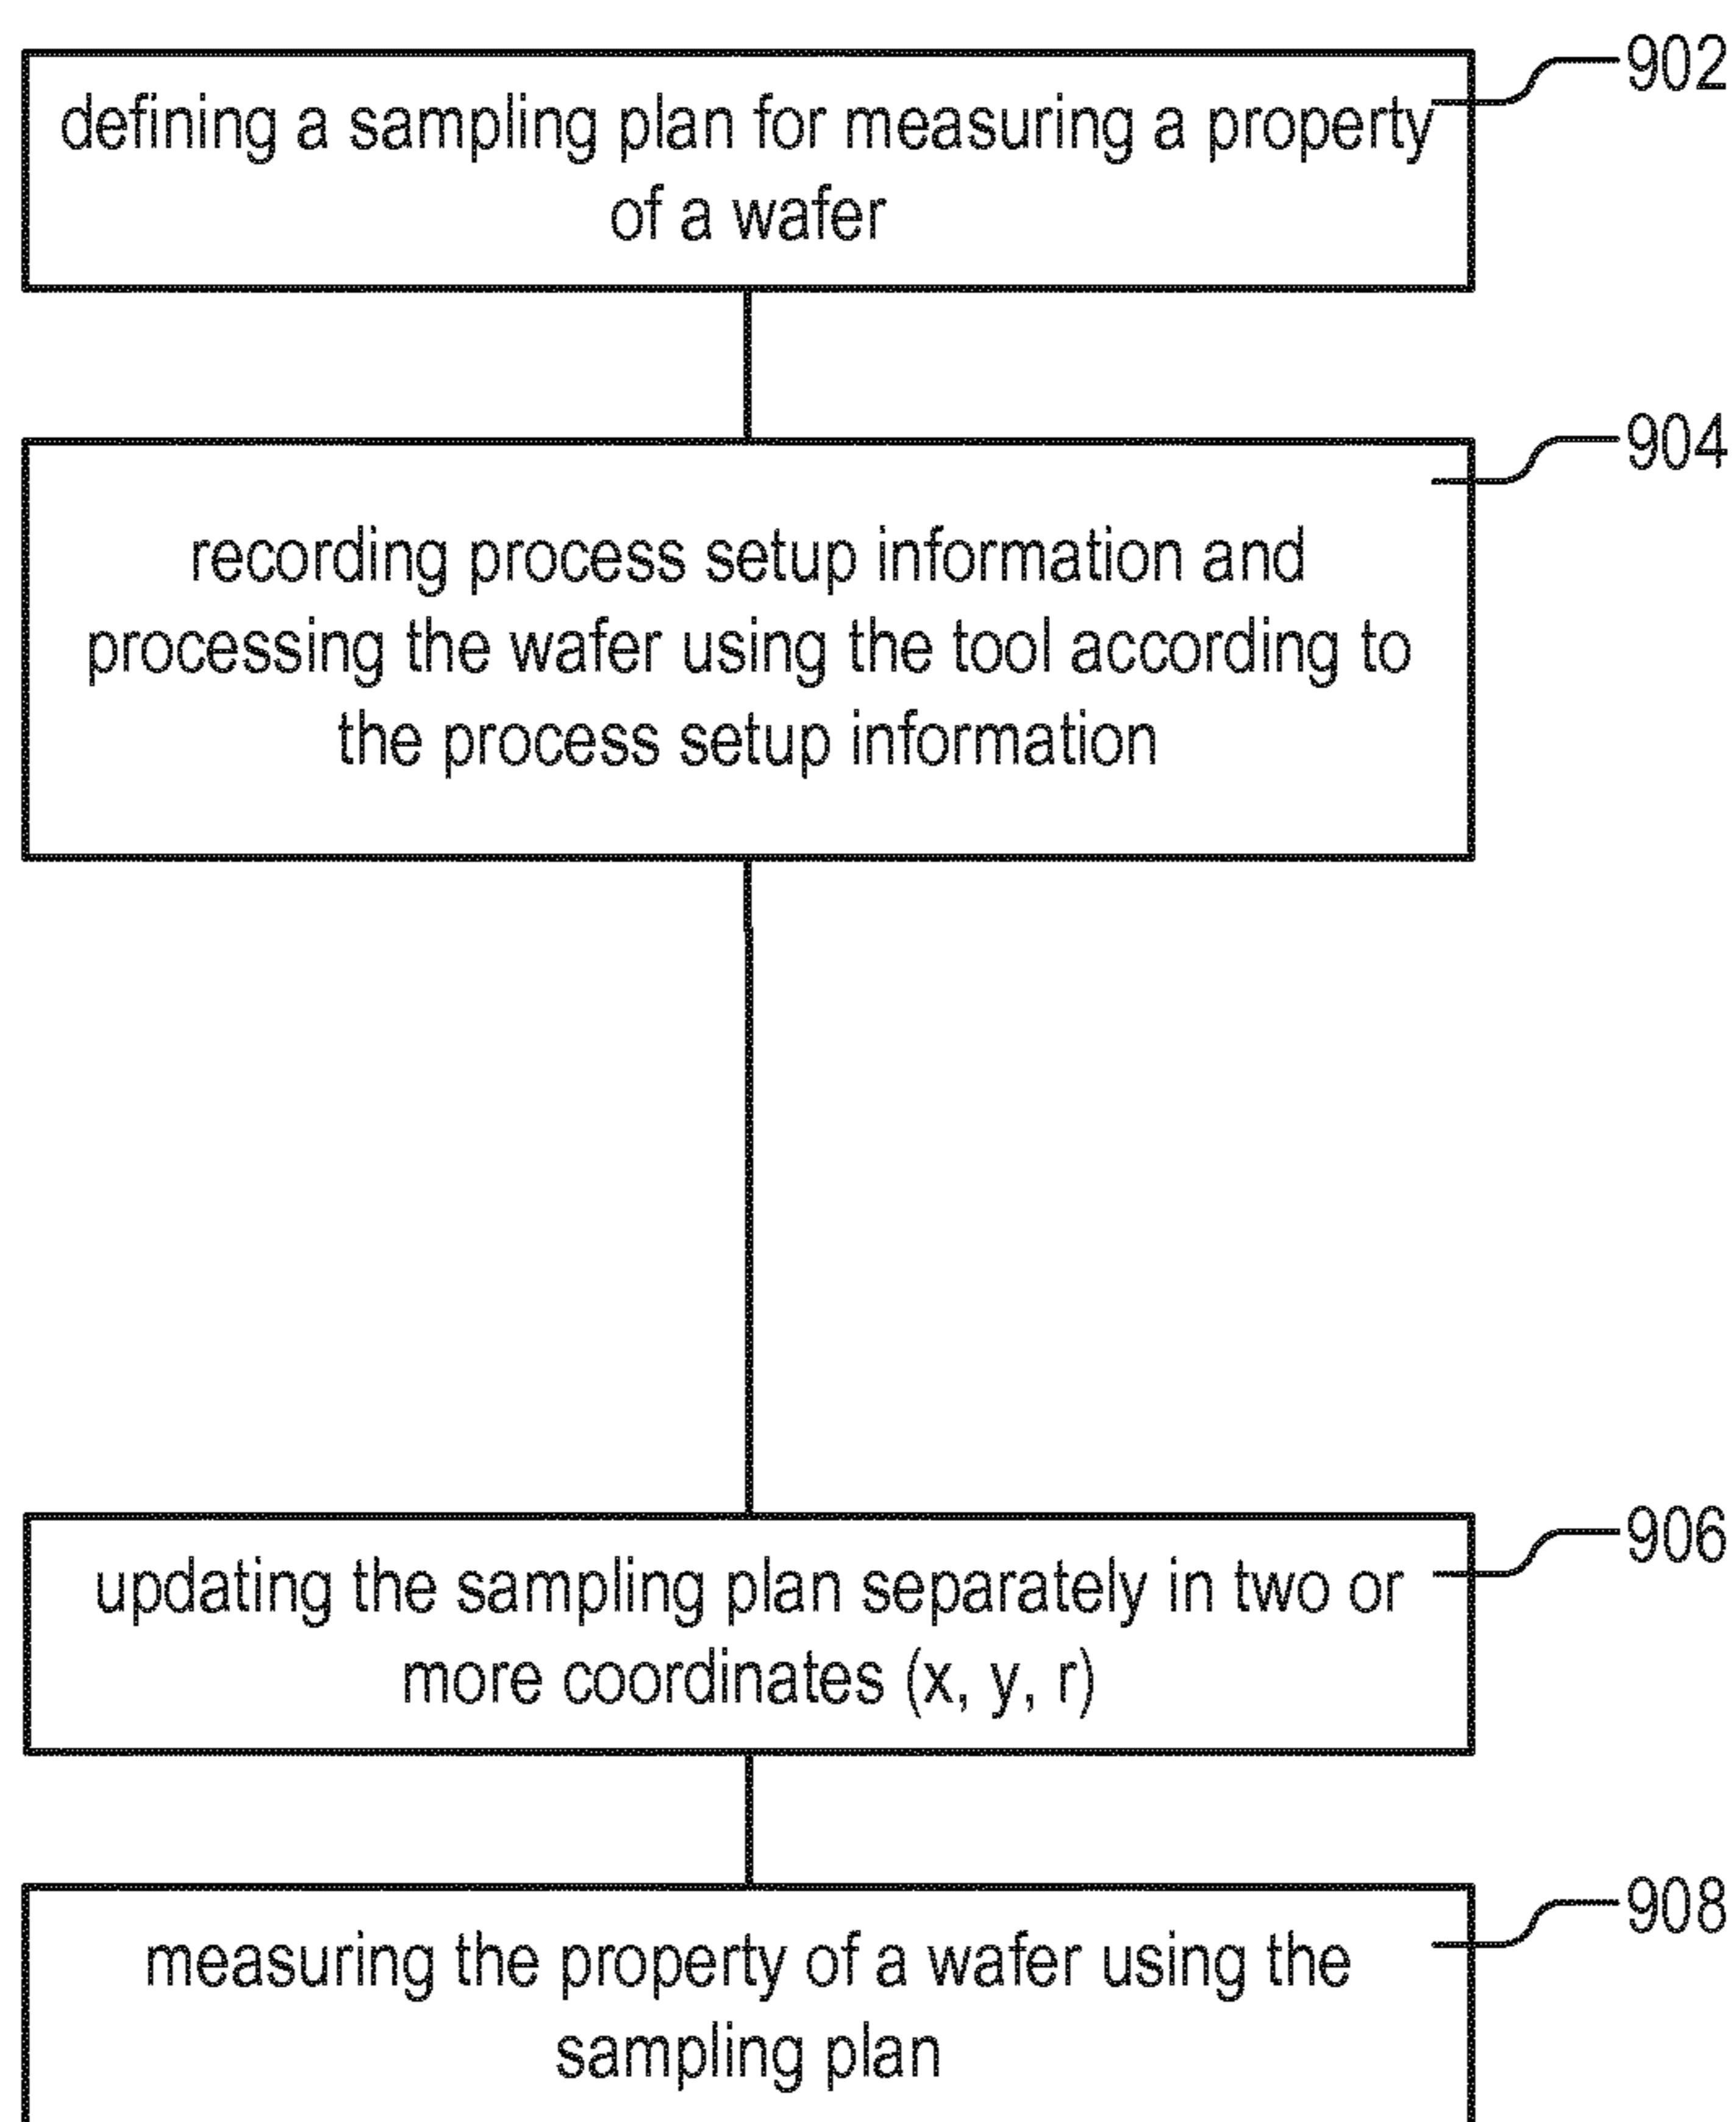 902
defining a sampling plan for measuring a property
of a wafer
904
recording process setup information and
processing the wafer using the tool according to
the process setup information
906
updating the sampling plan separately in two or
more coordinates (x, y, r)
908
measuring the property of a wafer using the
sampling plan